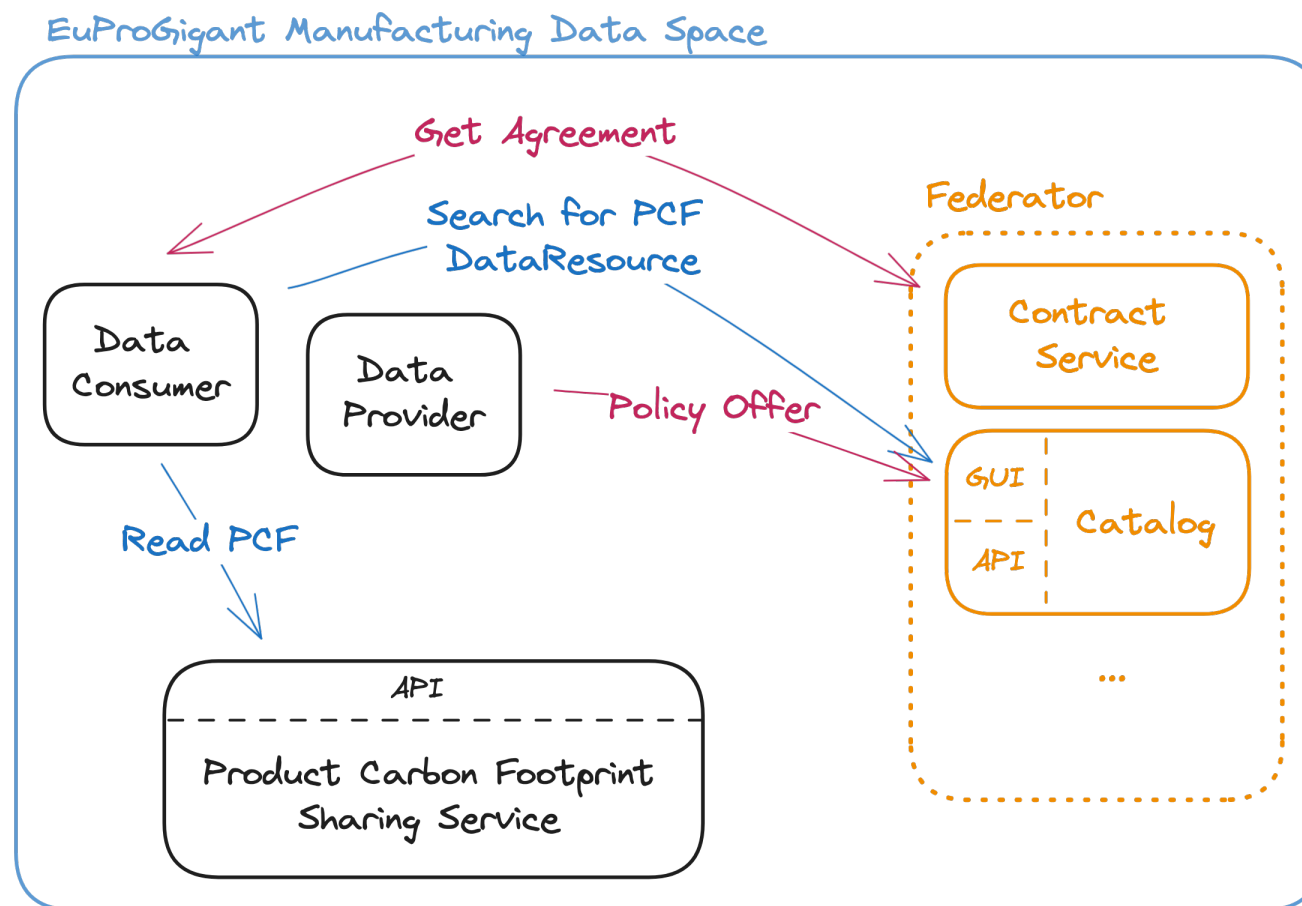 EuProGigant Manufacturing Data Space
Get Agreement
Search for PCF
DataResource
Federator
Contract
Service
Data
Consumer
Data
Provider
Policy Offer
GUI
Catalog
API
Read PCF
...
API
Product Carbon Footprint
Sharing Service